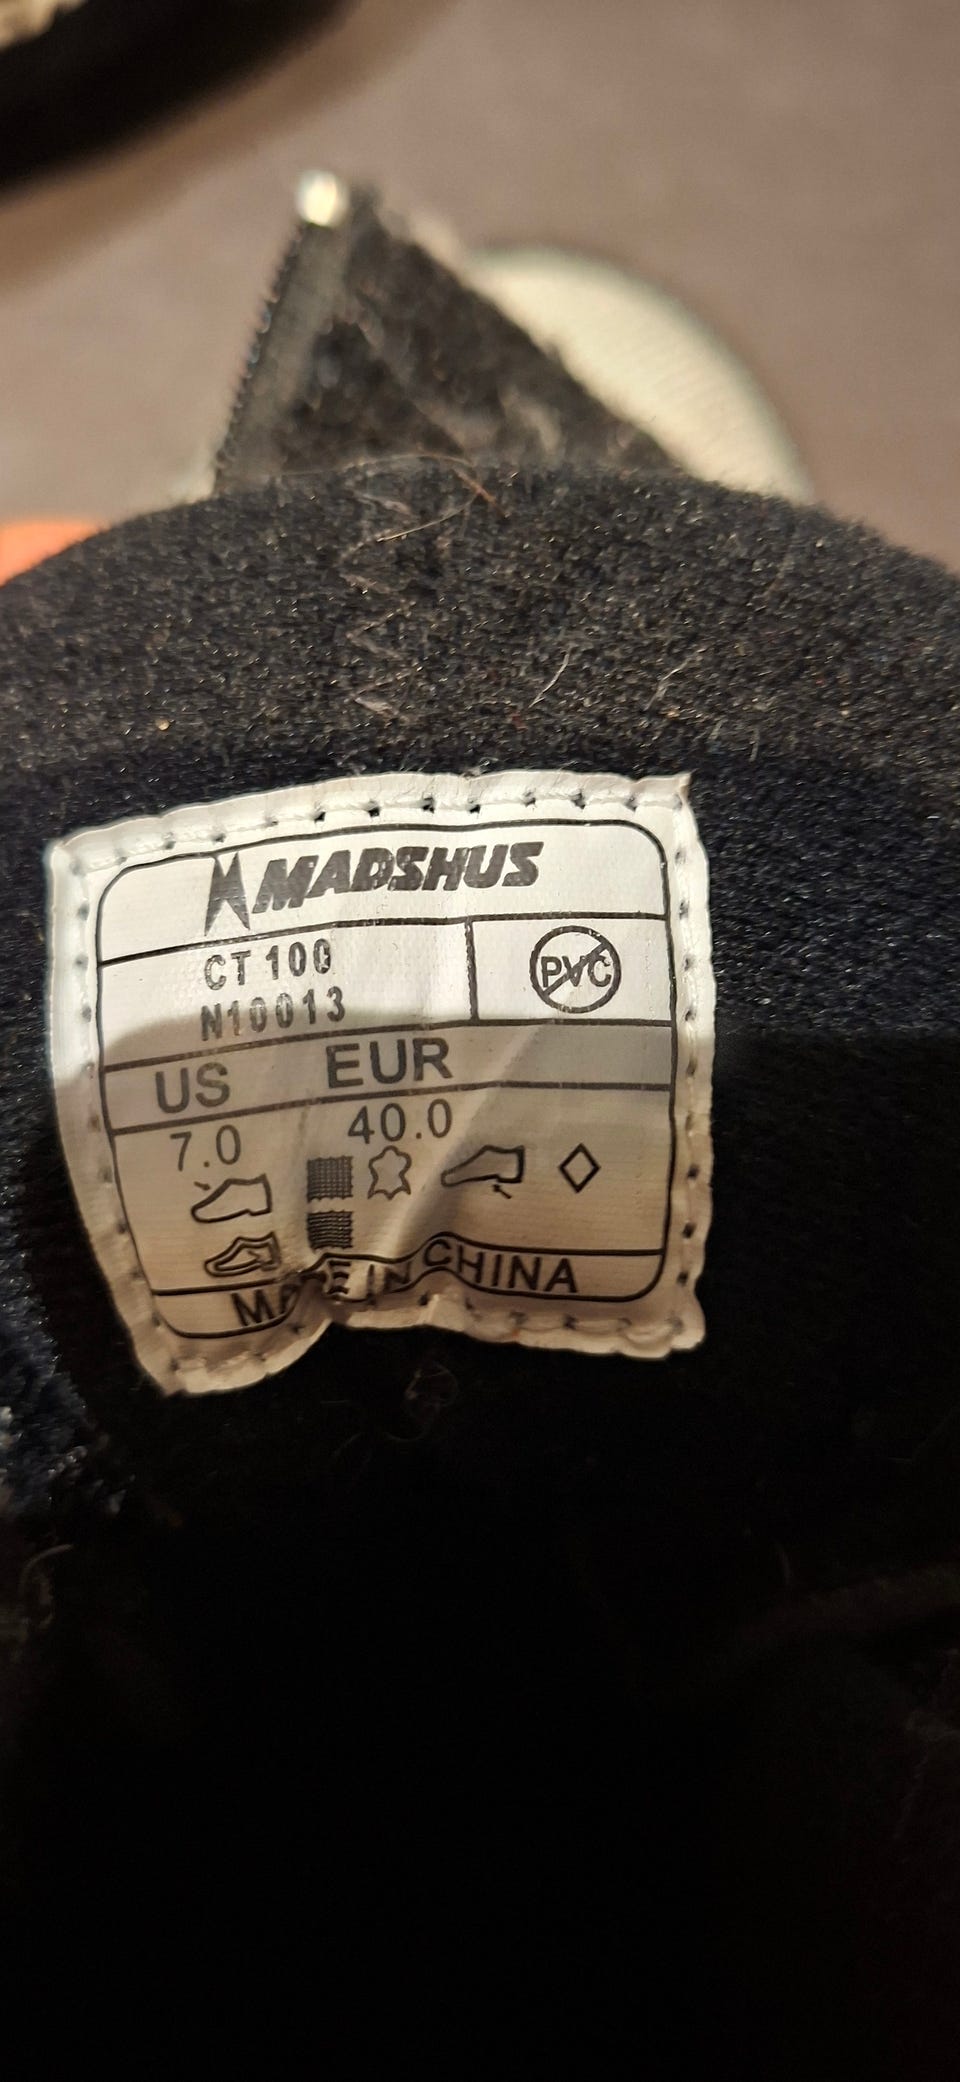 MADSHUS
CT 100
N10013
PVC
US EUR
7.0 40.0
MADE IN CHINA